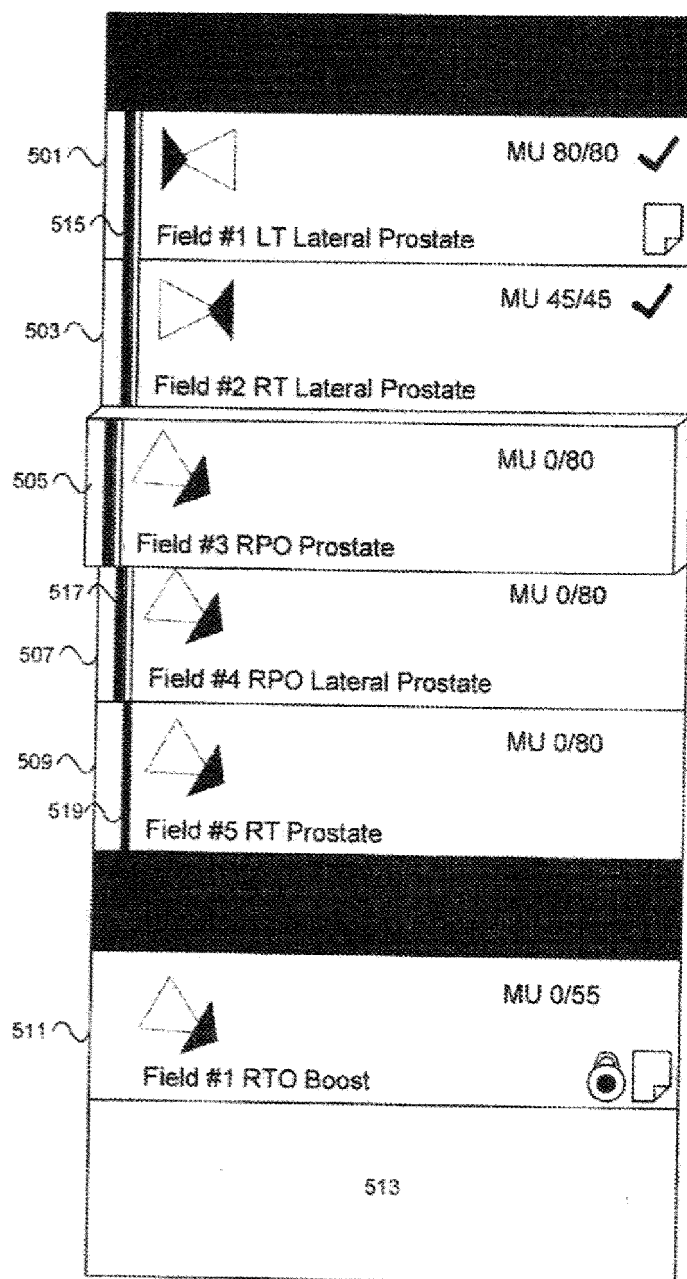 501
MU 80/80
515
Field #1 LT Lateral Prostate
503
MU 45/45
Field #2 RT Lateral Prostate
505
MU 0/80
Field #3 RPO Prostate
517
MU 0/80
507
Field #4 RPO Lateral Prostate
509
MU 0/80
519
Field #5 RT Prostate
511
MU 0/55
Field #1 RTO Boost
513